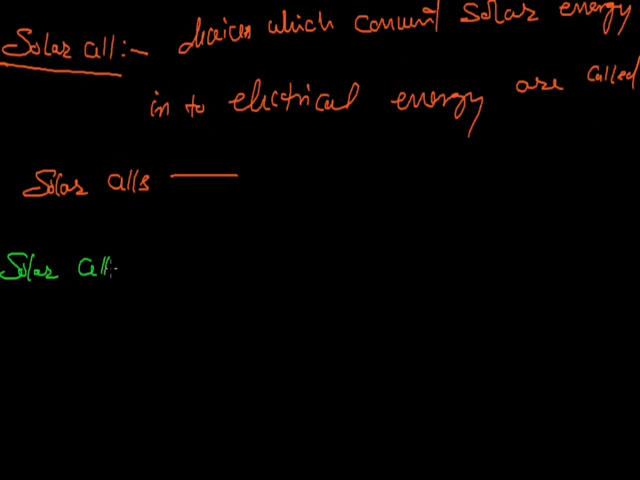 Solar cell:- devices which convert solar energy
in to electrical energy are called
Solar cells
Solar cell: